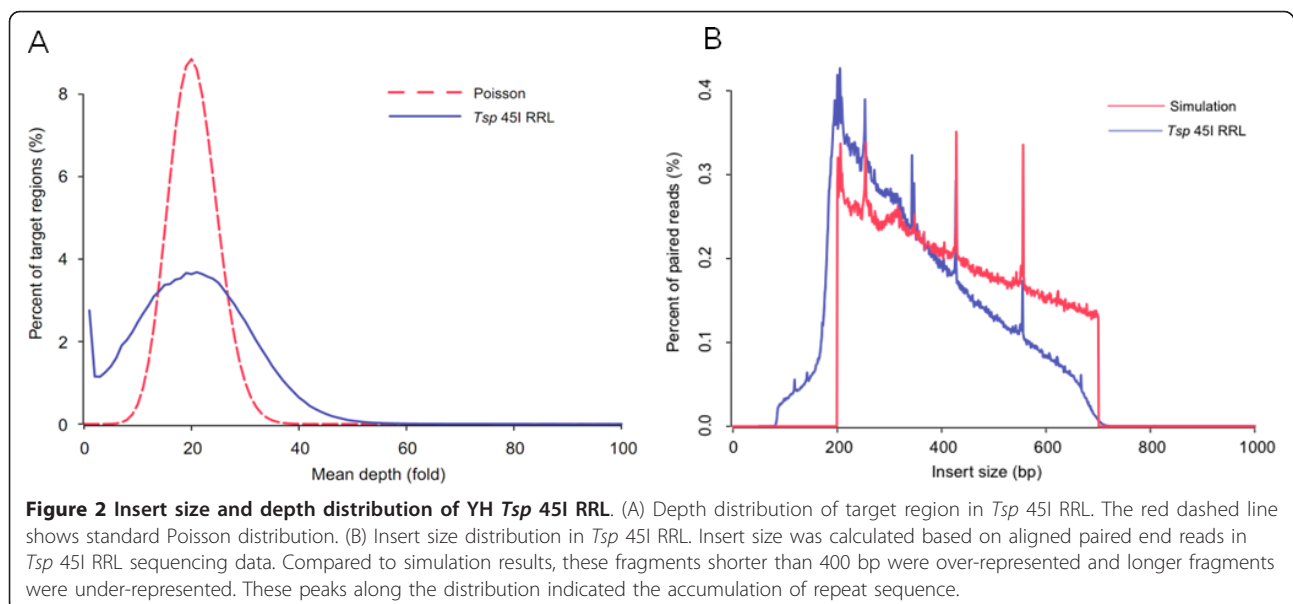 A
Percent of target regions (%)
8
6
4
2
0
Poisson
Tsp 45I RRL
0 20 40 60 80 100
Mean depth (fold)
B
Percent of paired reads (%)
0.4
0.3
0.2
0.1
0.0
Simulation
Tsp 45I RRL
0 200 400 600 800 1000
Insert size (bp)
Figure 2 Insert size and depth distribution of YH Tsp 45I RRL. (A) Depth distribution of target region in Tsp 45I RRL. The red dashed line
shows standard Poisson distribution. (B) Insert size distribution in Tsp 45I RRL. Insert size was calculated based on aligned paired end reads in
Tsp 45I RRL sequencing data. Compared to simulation results, these fragments shorter than 400 bp were over-represented and longer fragments
were under-represented. These peaks along the distribution indicated the accumulation of repeat sequence.